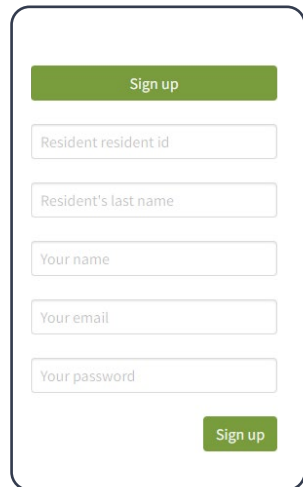 Sign up
Resident resident id
Resident's last name
Your name
Your email
Your password
Sign up